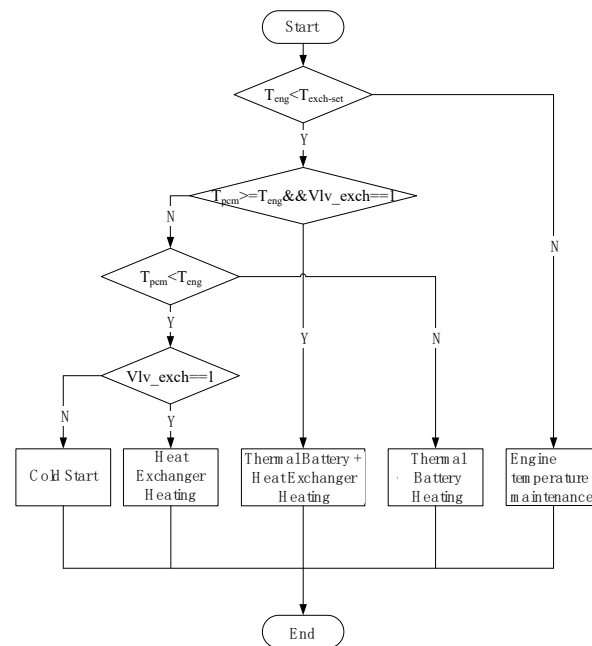 Start
T_eng<T_exch-set
Y
T_pcm>=T_eng&&Vlv_exch==1
N
N
T_pcm<T_eng
Y
Y
N
Vlv_exch==1
N
Y
Cold Start
Heat
Exchanger
Heating
Thermal Battery +
Heat Exchanger
Heating
Thermal
Battery
Heating
Engine
temperature
maintenance
End